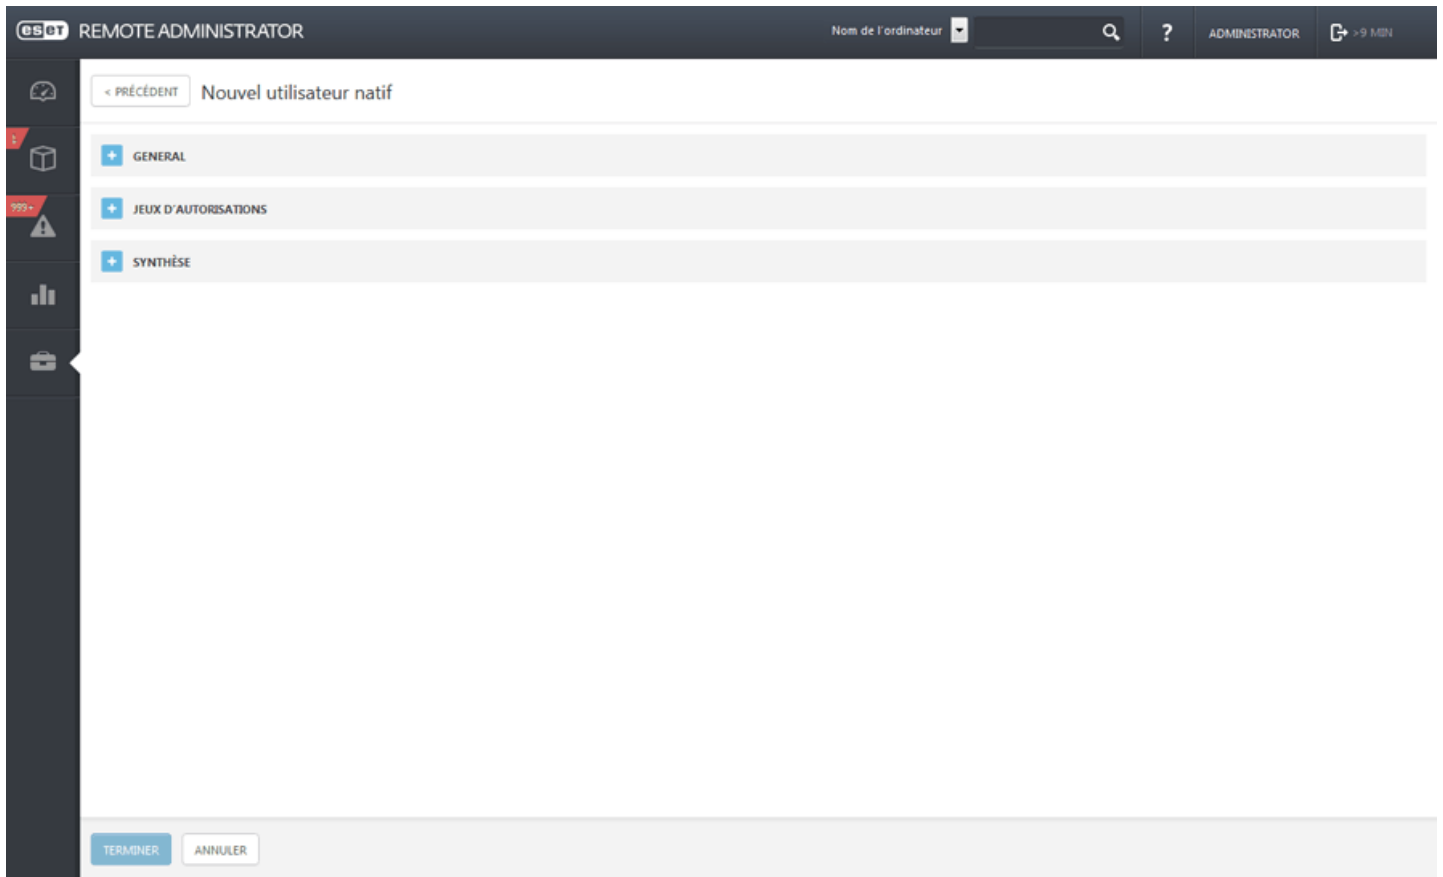 eset REMOTE ADMINISTRATOR
Nom de l'ordinateur
?
ADMINISTRATOR
>9 MIN
< PRÉCÉDENT
Nouvel utilisateur natif
GENERAL
999+
JEUX D'AUTORISATIONS
SYNTHÈSE
TERMINER
ANNULER